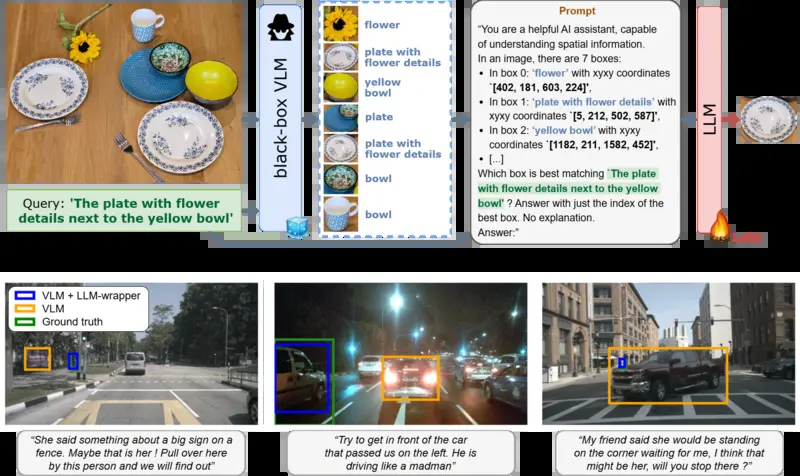 Query: 'The plate with flower
details next to the yellow bowl'
black-box VLM
flower
plate with
flower details
yellow
bowl
plate
plate with
flower details
bowl
bowl
Prompt
"You are a helpful AI assistant, capable
of understanding spatial information.
In an image, there are 7 boxes:
• In box 0: 'flower' with xyxy coordinates
`[402, 181, 603, 224]',
• In box 1: 'plate with flower details' with
xyxy coordinates `[5, 212, 502, 587]',
• In box 2: 'yellow bowl' with xyxy
coordinates `[1182, 211, 1582, 452]',
• [...]
Which box is best matching `The plate
with flower details next to the yellow
bowl' ? Answer with just the index of the
best box. No explanation.
Answer:"
LLM
VLM + LLM-wrapper
VLM
Ground truth
"She said something about a big sign on a
fence. Maybe that is her ! Pull over here
by this person and we will find out"
"Try to get in front of the car
that passed us on the left. He is
driving like a madman"
"My friend said she would be standing
on the corner waiting for me, I think that
might be her, will you stop there ?"